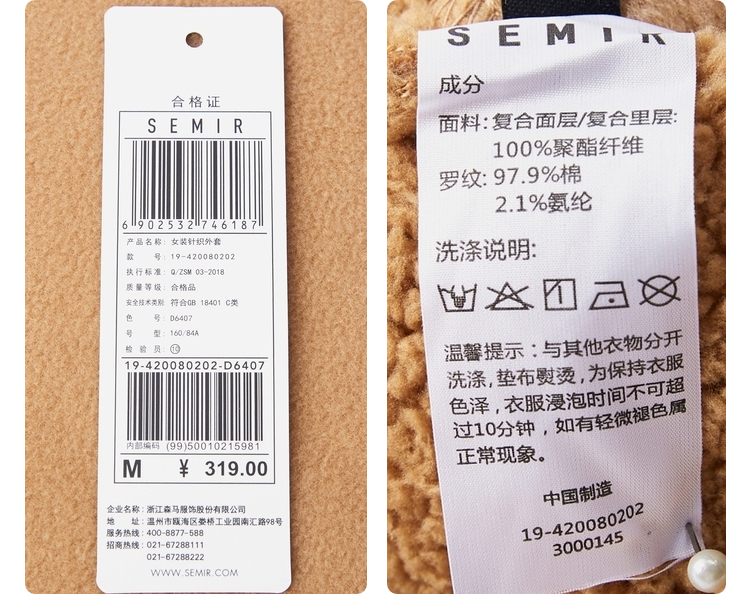 合格证
SEMIR
6 902532 746187
产品名称: 女装针织外套
款 号: 19-420080202
执行标准: Q/ZSM 03-2018
质量等级: 合格品
安全技术类别: 符合GB 18401 C类
色 号: D6407
号 型: 160/84A
检 验 员: ⑩
19-420080202-D6407
内部编码 (99)50010215981
M ¥ 319.00
企业名称: 浙江森马服饰股份有限公司
地 址: 温州市瓯海区娄桥工业园南汇路98号
服务热线: 400-8877-588
招商热线: 021-67288111
021-67288222
WWW.SEMIR.COM
SEMIR
成分
面料: 复合面层/复合里层:
100%聚酯纤维
罗纹: 97.9%棉
2.1%氨纶
洗涤说明:
温馨提示：与其他衣物分开
洗涤, 垫布熨烫, 为保持衣服
色泽，衣服浸泡时间不可超
过10分钟，如有轻微褪色属
正常现象。
中国制造
19-420080202
3000145